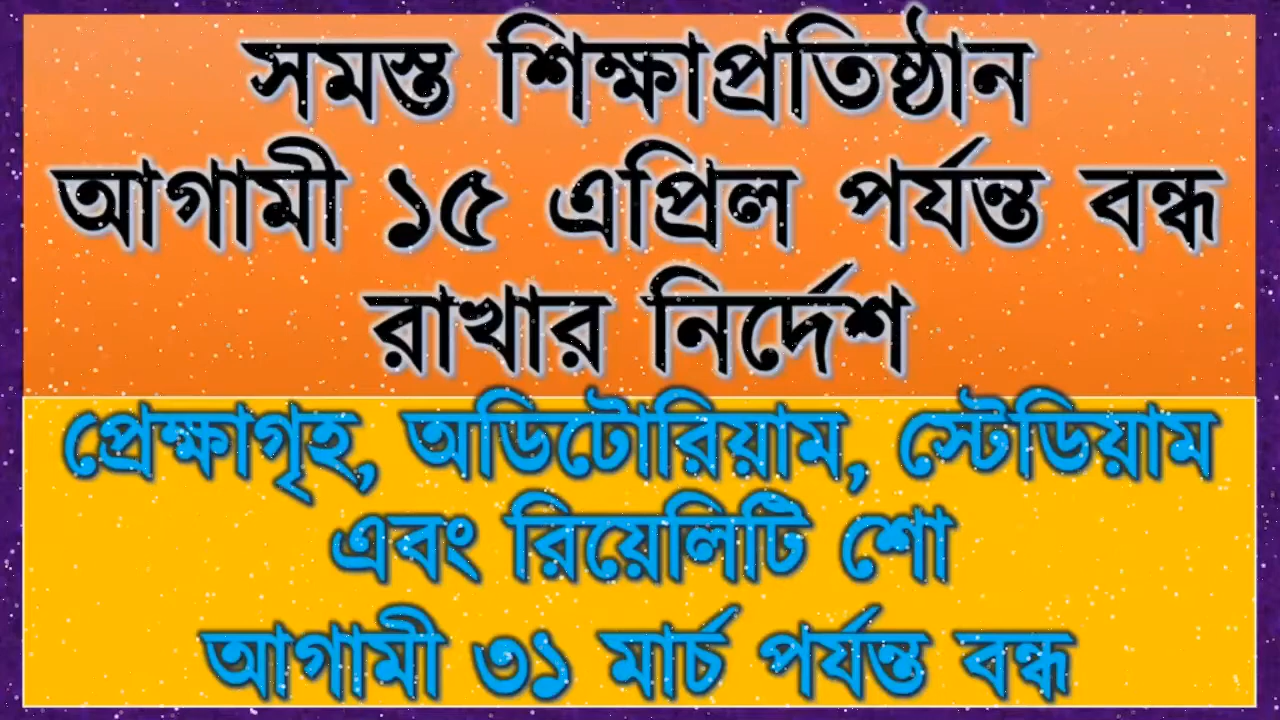 সমস্ত শিক্ষাপ্রতিষ্ঠান
আগামী ১৫ এপ্রিল পর্যন্ত বন্ধ
রাখার নির্দেশ
প্রেক্ষাগৃহ, অডিটোরিয়াম, স্টেডিয়াম
এবং রিয়েলিটি শো
আগামী ৩১ মার্চ পর্যন্ত বন্ধ